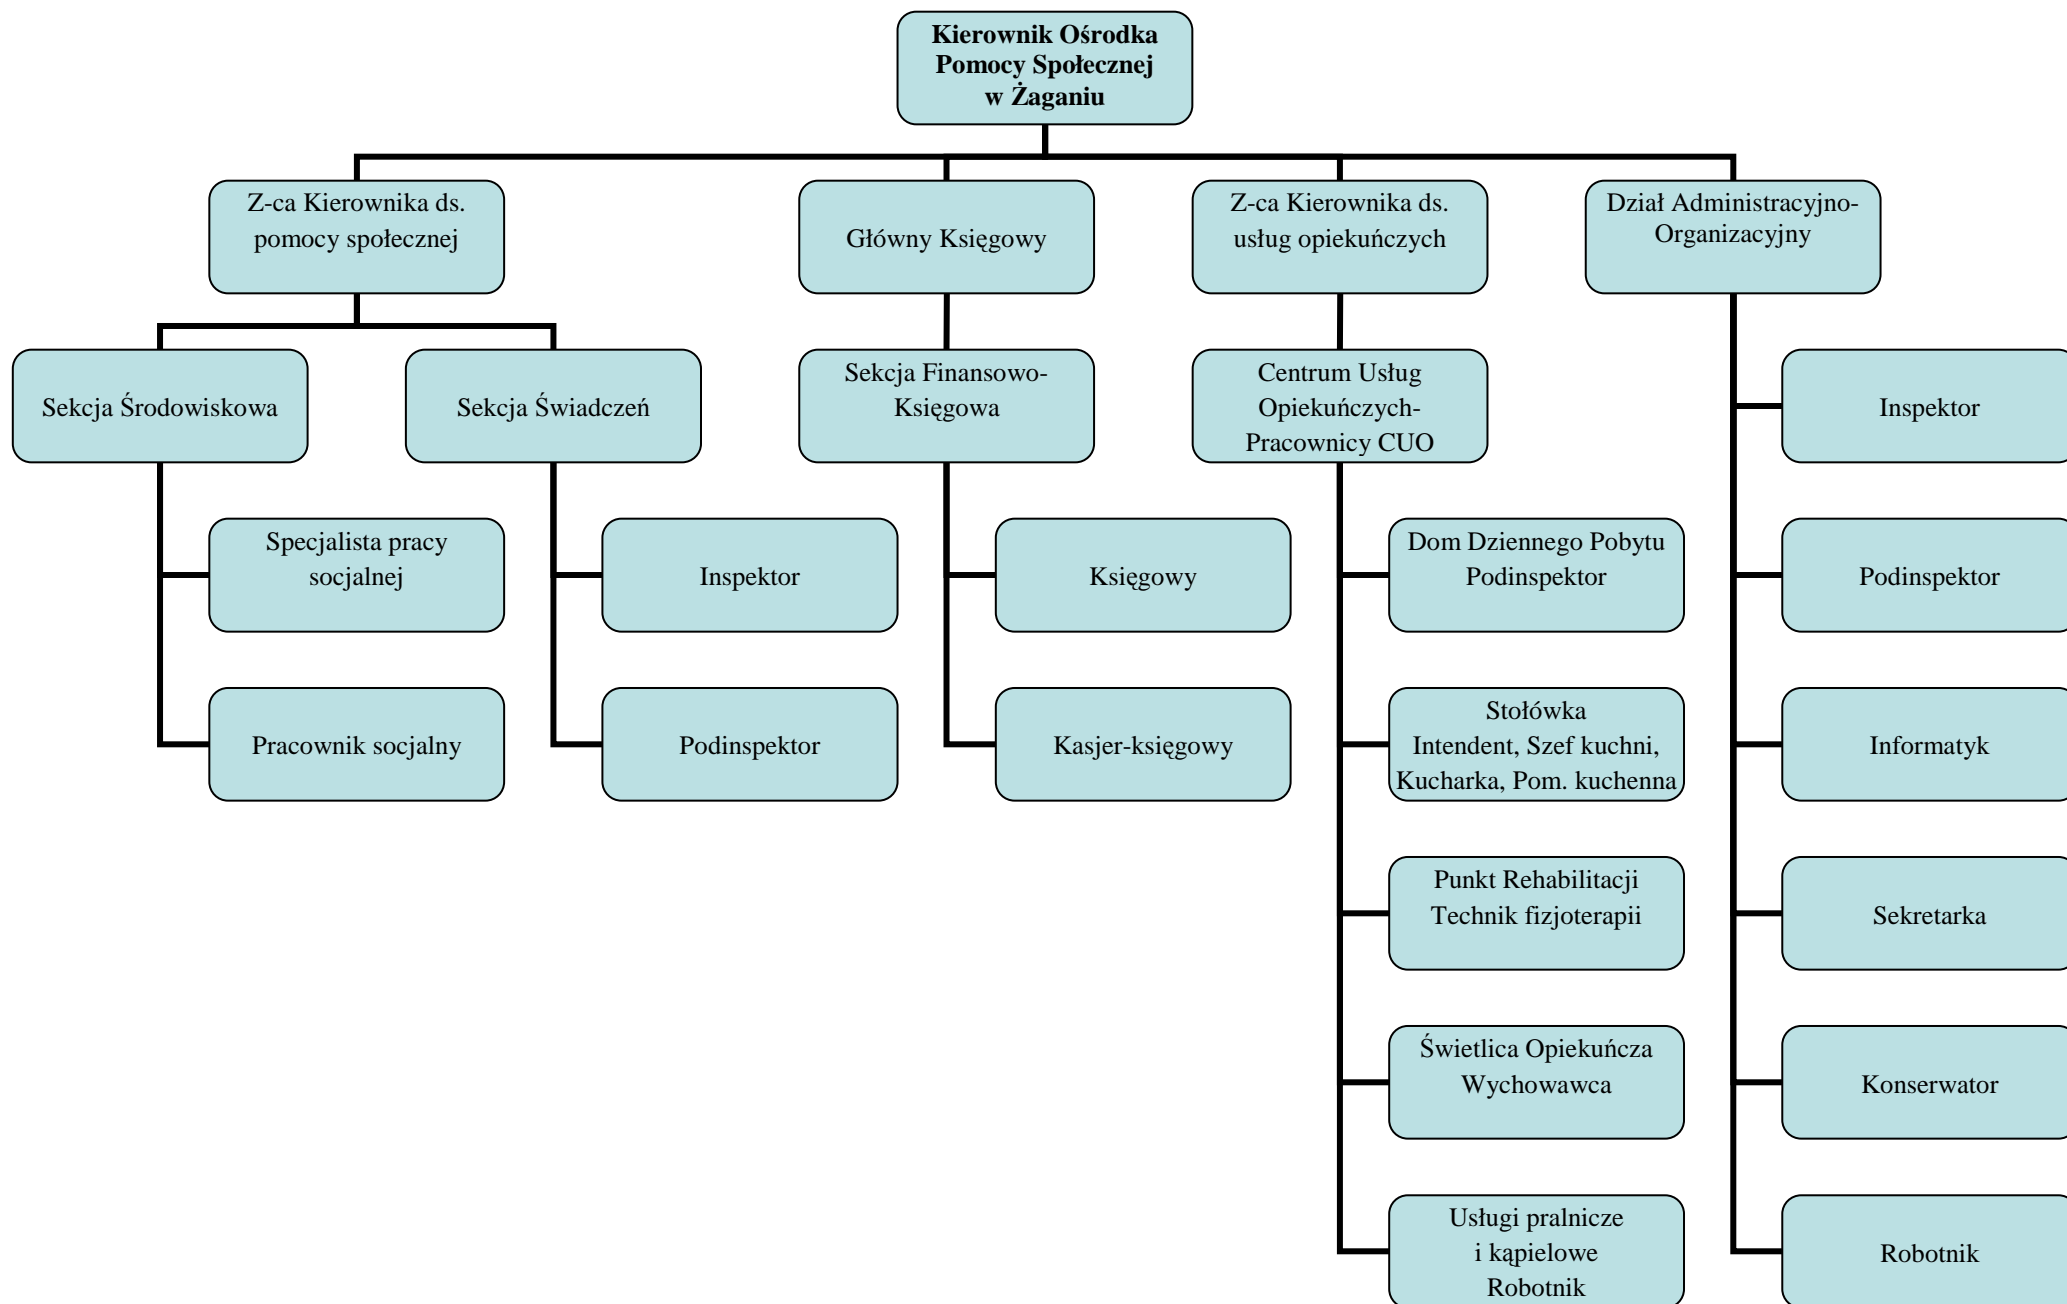 Kierownik Ośrodka
Pomocy Społecznej
w Żaganiu
Z-ca Kierownika ds.
pomocy społecznej
Główny Księgowy
Z-ca Kierownika ds.
usług opiekuńczych
Dział Administracyjno-
Organizacyjny
Sekcja Środowiskowa
Sekcja Świadczeń
Sekcja Finansowo-
Księgowa
Centrum Usług
Opiekuńczych-
Pracownicy CUO
Inspektor
Specjalista pracy
socjalnej
Inspektor
Księgowy
Dom Dziennego Pobytu
Podinspektor
Podinspektor
Pracownik socjalny
Podinspektor
Kasjer-księgowy
Stołówka
Intendent, Szef kuchni,
Kucharka, Pom. kuchenna
Informatyk
Punkt Rehabilitacji
Technik fizjoterapii
Sekretarka
Świetlica Opiekuńcza
Wychowawca
Konserwator
Usługi pralnicze
i kąpielowe
Robotnik
Robotnik